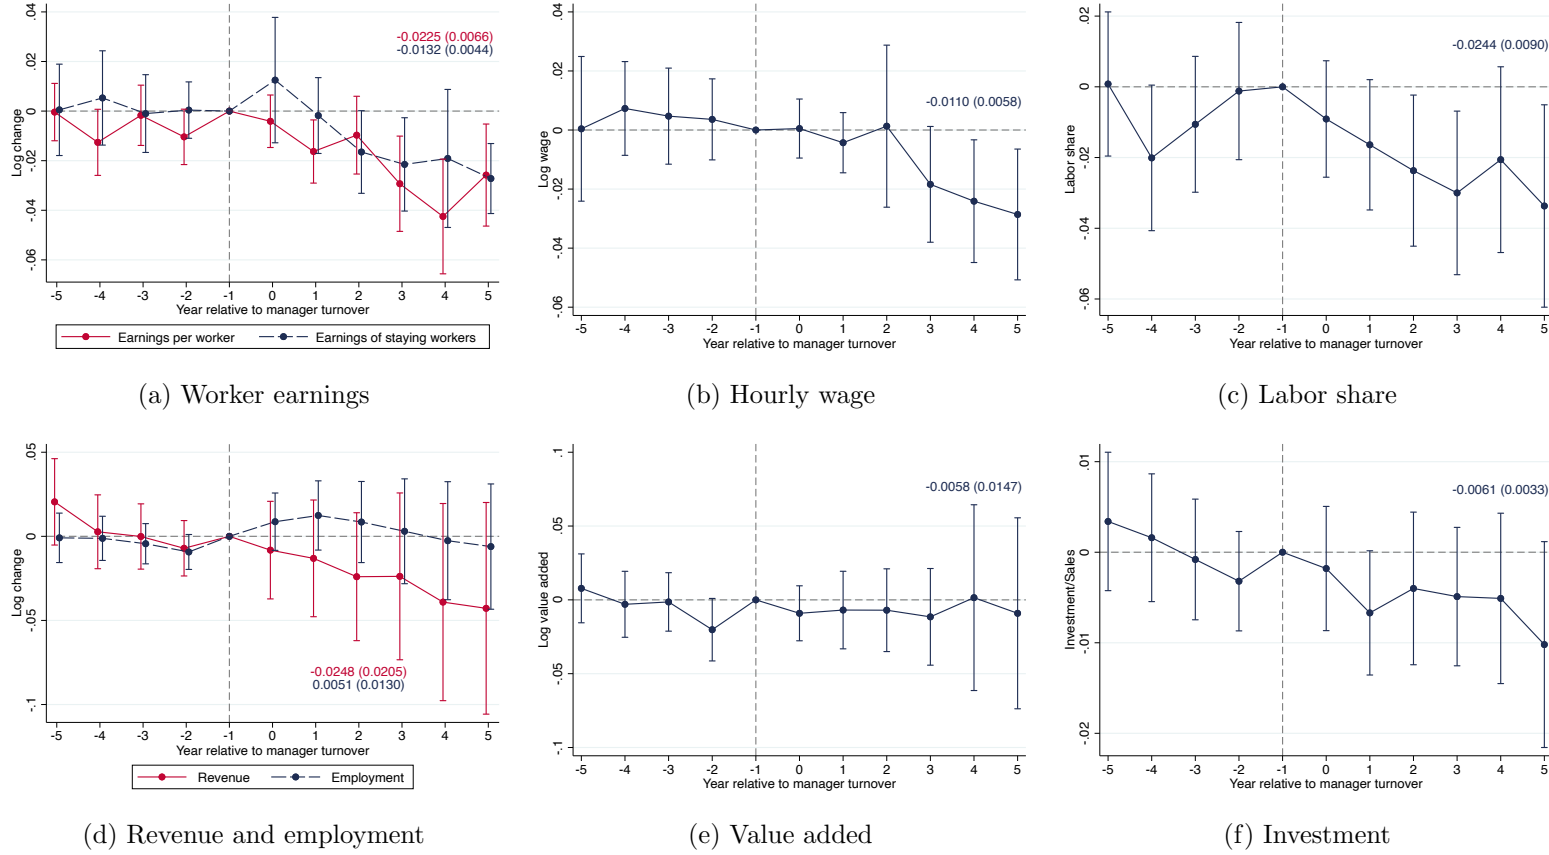 .04
.02
0
-.02
-.04
-.06
Log change
-0.0225 (0.0066)
-0.0132 (0.0044)
-5 -4 -3 -2 -1 0 1 2 3 4 5
Year relative to manager turnover
Earnings per worker
Earnings of staying workers
(a) Worker earnings
.04
.02
0
-.02
-.04
-.06
Log wage
-0.0110 (0.0058)
-5 -4 -3 -2 -1 0 1 2 3 4 5
Year relative to manager turnover
(b) Hourly wage
.02
0
-.02
-.04
-.06
Labor share
-0.0244 (0.0090)
-5 -4 -3 -2 -1 0 1 2 3 4 5
Year relative to manager turnover
(c) Labor share
.05
0
-.05
-.1
Log change
-0.0248 (0.0205)
0.0051 (0.0130)
-5 -4 -3 -2 -1 0 1 2 3 4 5
Year relative to manager turnover
Revenue
Employment
(d) Revenue and employment
.1
.05
0
-.05
-.1
Log value added
-0.0058 (0.0147)
-5 -4 -3 -2 -1 0 1 2 3 4 5
Year relative to manager turnover
(e) Value added
.01
0
-.01
-.02
Investment/Sales
-0.0061 (0.0033)
-5 -4 -3 -2 -1 0 1 2 3 4 5
Year relative to manager turnover
(f) Investment